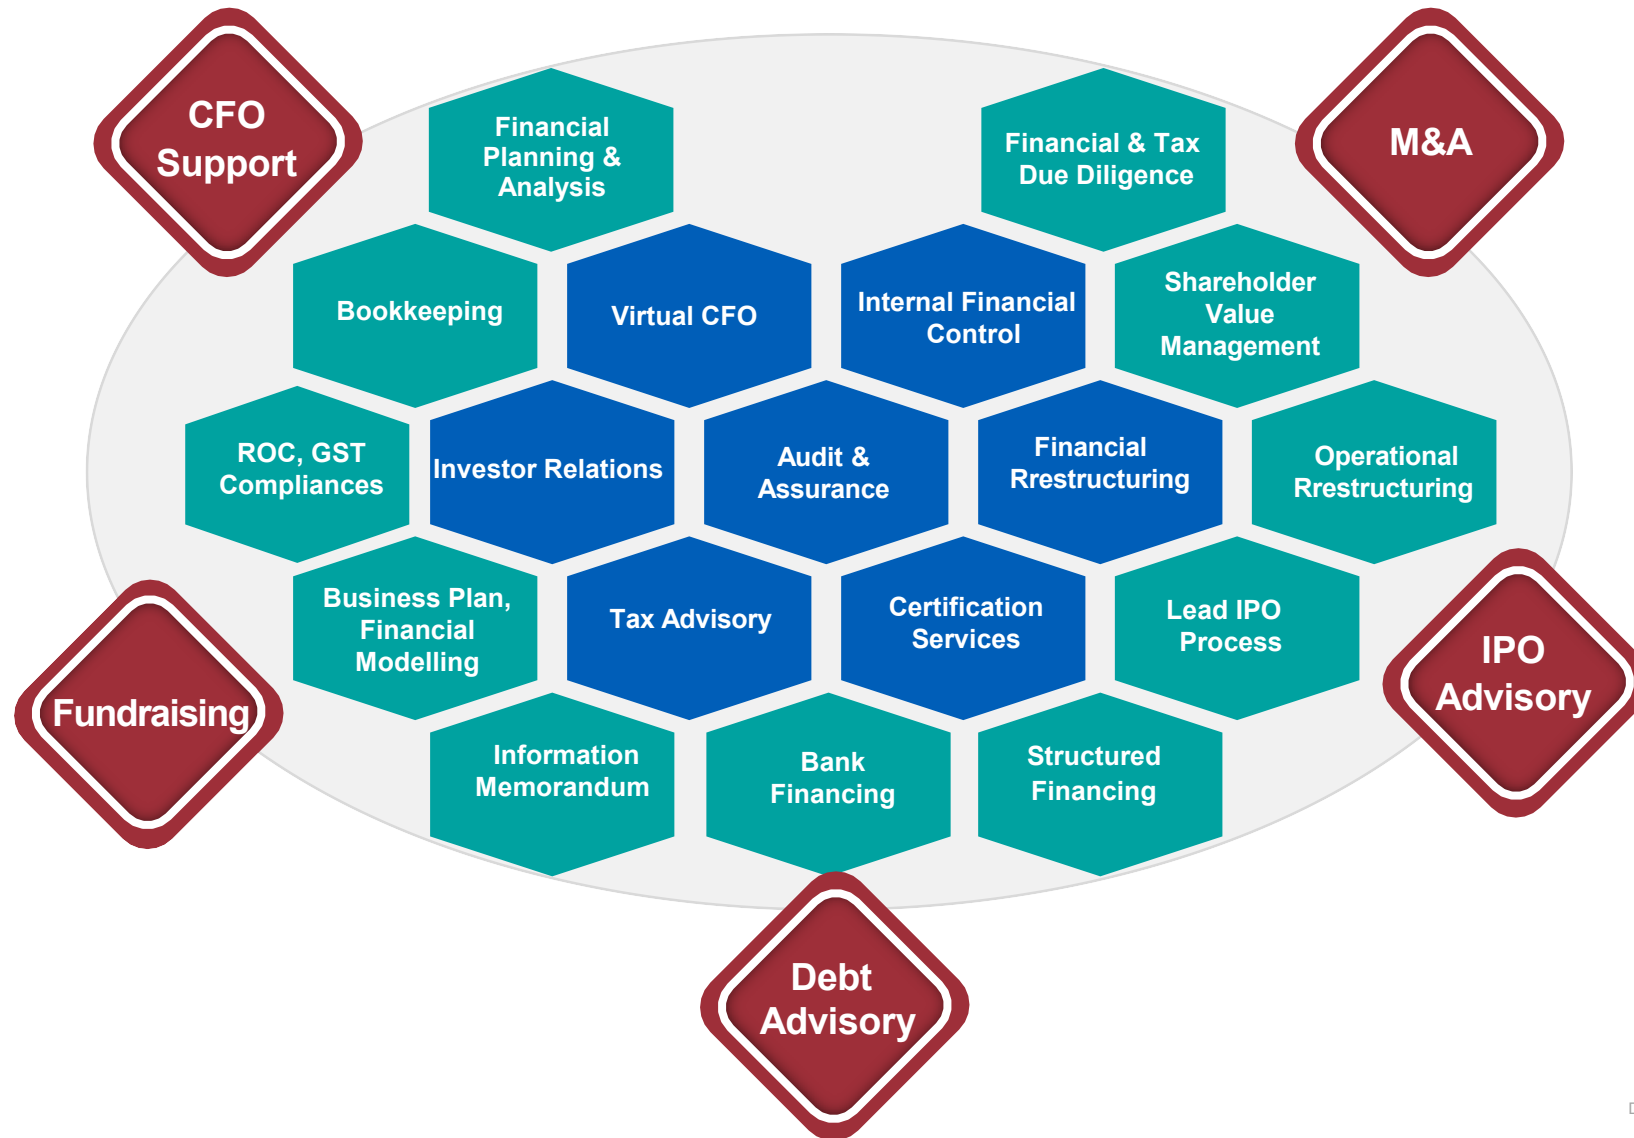 CFO
Support
Financial
Planning &
Analysis
Financial & Tax
Due Diligence
M&A
Bookkeeping
Virtual CFO
Internal Financial
Control
Shareholder
Value
Management
ROC, GST
Compliances
Investor Relations
Audit &
Assurance
Financial
Rrestructuring
Operational
Rrestructuring
Business Plan,
Financial
Modelling
Tax Advisory
Certification
Services
Lead IPO
Process
Fundraising
IPO
Advisory
Information
Memorandum
Bank
Financing
Structured
Financing
Debt
Advisory